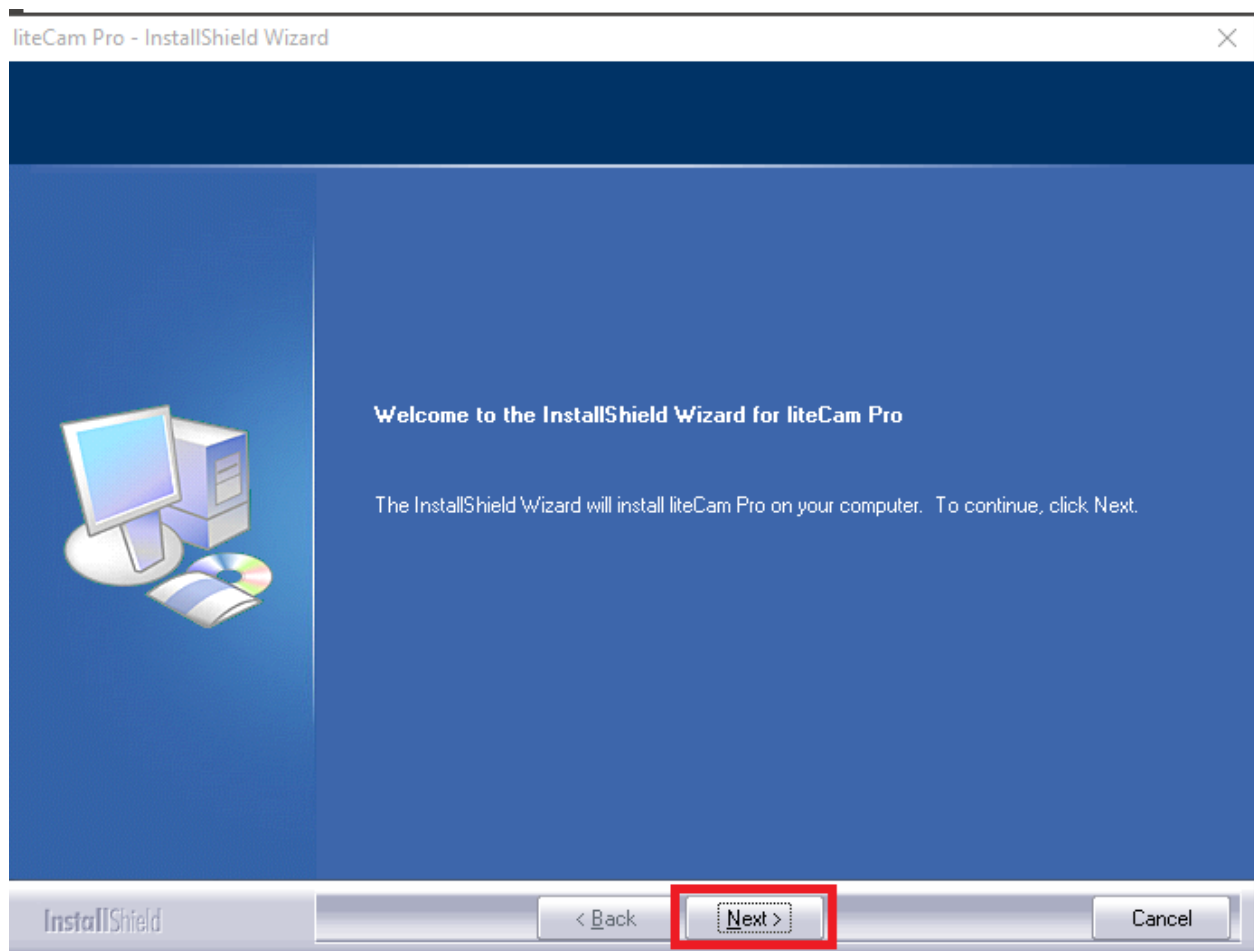 liteCam Pro - InstallShield Wizard
Welcome to the InstallShield Wizard for liteCam Pro
The InstallShield Wizard will install liteCam Pro on your computer.  To continue, click Next.
InstallShield
< Back
Next >
Cancel